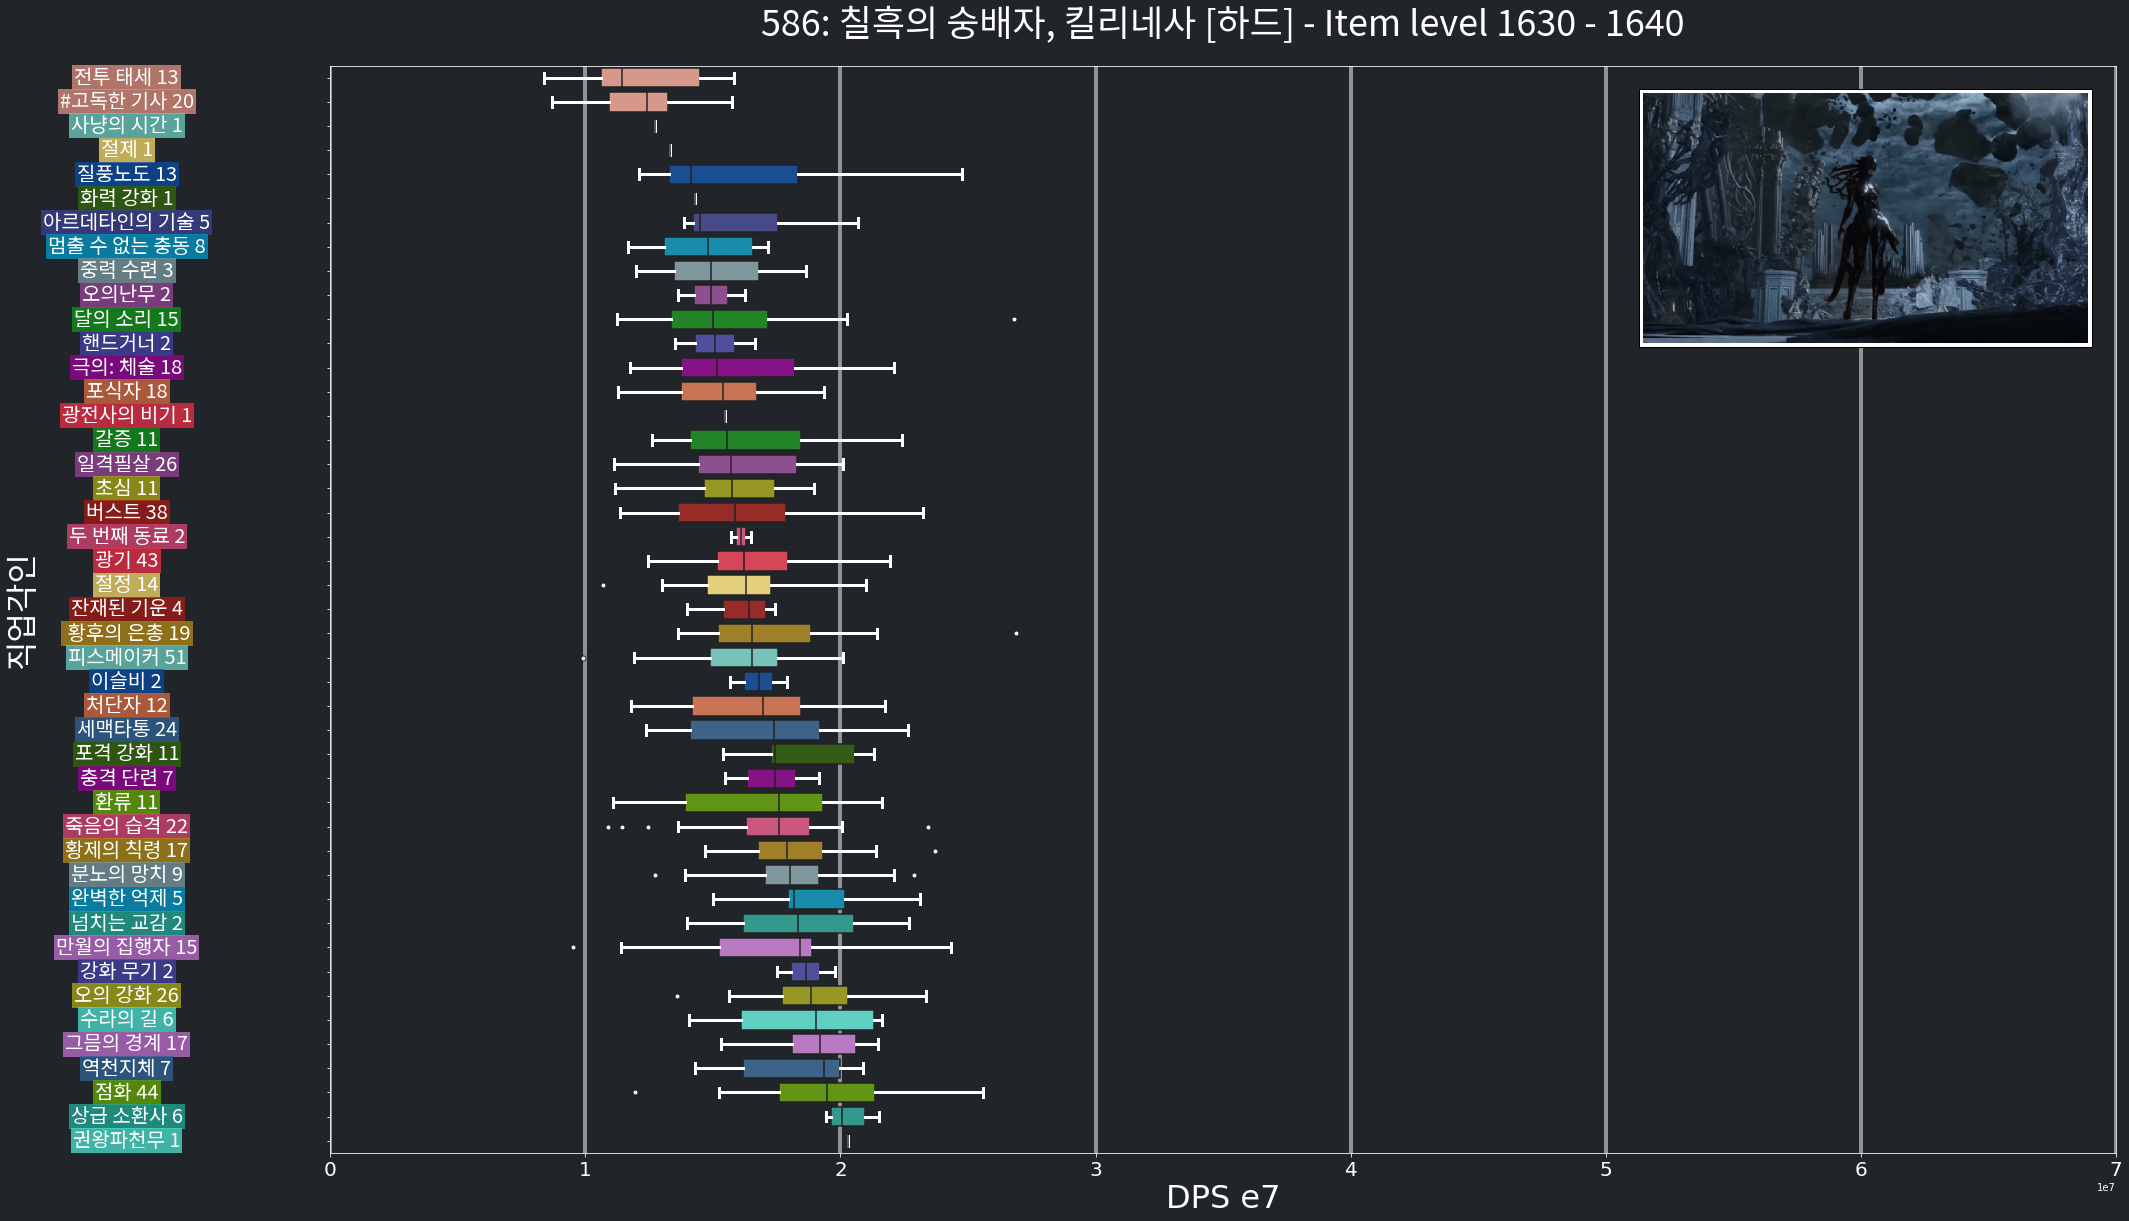 586: 칠흑의 숭배자, 킬리네사 [하드] - Item level 1630 - 1640
직업각인
전투 태세 13
#고독한 기사 20
사냥의 시간 1
절제 1
질풍노도 13
화력 강화 1
아르데타인의 기술 5
멈출 수 없는 충동 8
중력 수련 3
오의난무 2
달의 소리 15
핸드거너 2
극의: 체술 18
포식자 18
광전사의 비기 1
갈증 11
일격필살 26
초심 11
버스트 38
두 번째 동료 2
광기 43
절정 14
잔재된 기운 4
황후의 은총 19
피스메이커 51
이슬비 2
처단자 12
세맥타통 24
포격 강화 11
충격 단련 7
환류 11
죽음의 습격 22
황제의 칙령 17
분노의 망치 9
완벽한 억제 5
넘치는 교감 2
만월의 집행자 15
강화 무기 2
오의 강화 26
수라의 길 6
그믐의 경계 17
역천지체 7
점화 44
상급 소환사 6
권왕파천무 1
0 1 2 3 4 5 6 7
1e7
DPS e7